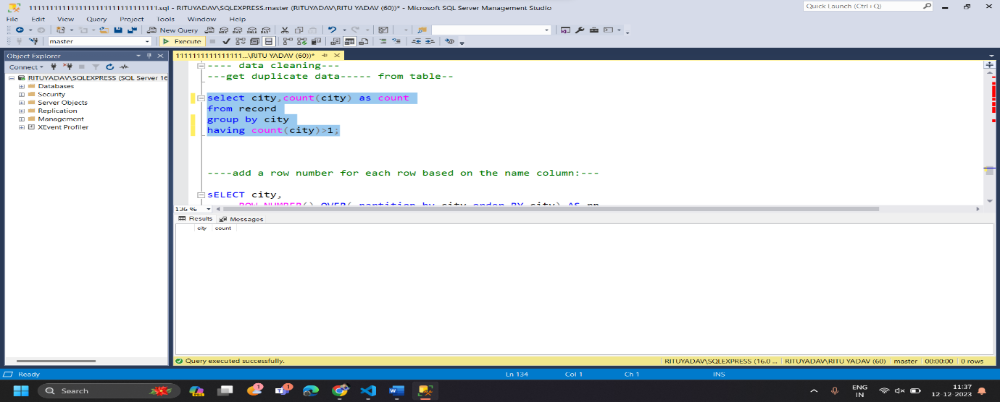 1111111111111111111111111111111.sql - RITUYADAV\SQLEXPRESS.master (RITUYADAV\RITU YADAV (60))* - Microsoft SQL Server Management Studio
Quick Launch (Ctrl+Q)
File Edit View Query Project Tools Window Help
New Query
master
Execute
Object Explorer
1111111111111111...\RITU YADAV (60))*
Connect
RITUYADAV\SQLEXPRESS (SQL Server 16
Databases
Security
Server Objects
Replication
Management
XEvent Profiler
---- data cleaning---
---get duplicate data----- from table--
select city,count(city) as count
from record
group by city
having count(city)>1;
----add a row number for each row based on the name column:---
sELECT city,
ROW_NUMBER() OVER( partition by city order BY city) AS
136 %
Results Messages
city count
Query executed successfully.
RITUYADAV\SQLEXPRESS (16.0 ... RITUYADAV\RITU YADAV (60) master 00:00:00 0 rows
Ready
Ln 134 Col 1 Ch 1 INS
Search
PRE
1
1
ENG
IN
11:37
12-12-2023